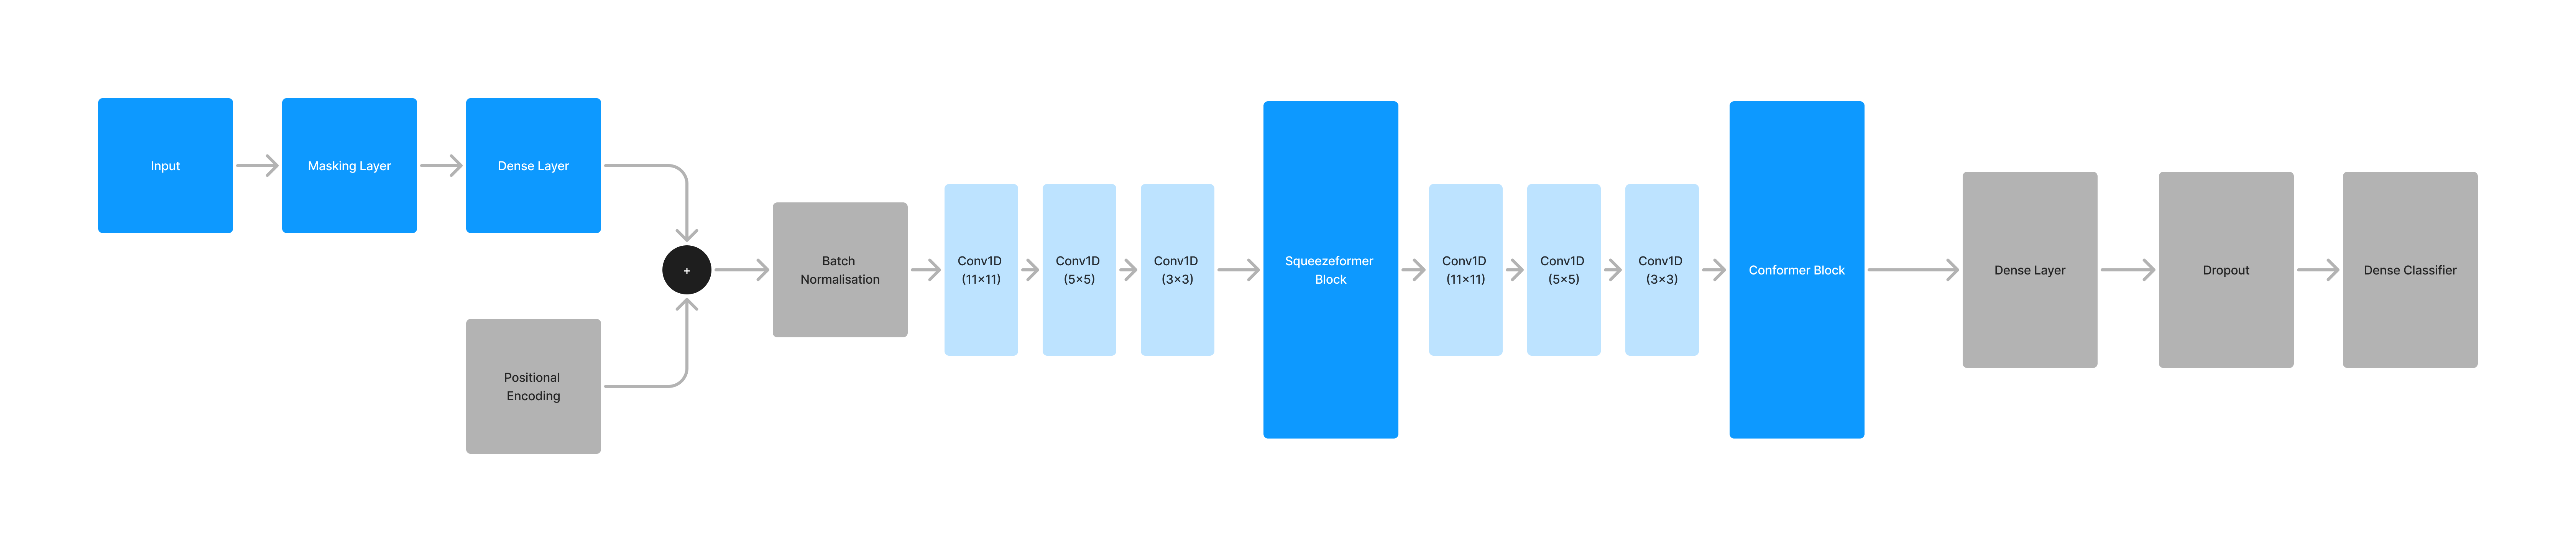 Input
Masking Layer
Dense Layer
Positional
Encoding
+
Batch
Normalisation
Conv1D
(11×11)
Conv1D
(5×5)
Conv1D
(3×3)
Squeezeformer
Block
Conv1D
(11×11)
Conv1D
(5×5)
Conv1D
(3×3)
Conformer Block
Dense Layer
Dropout
Dense Classifier